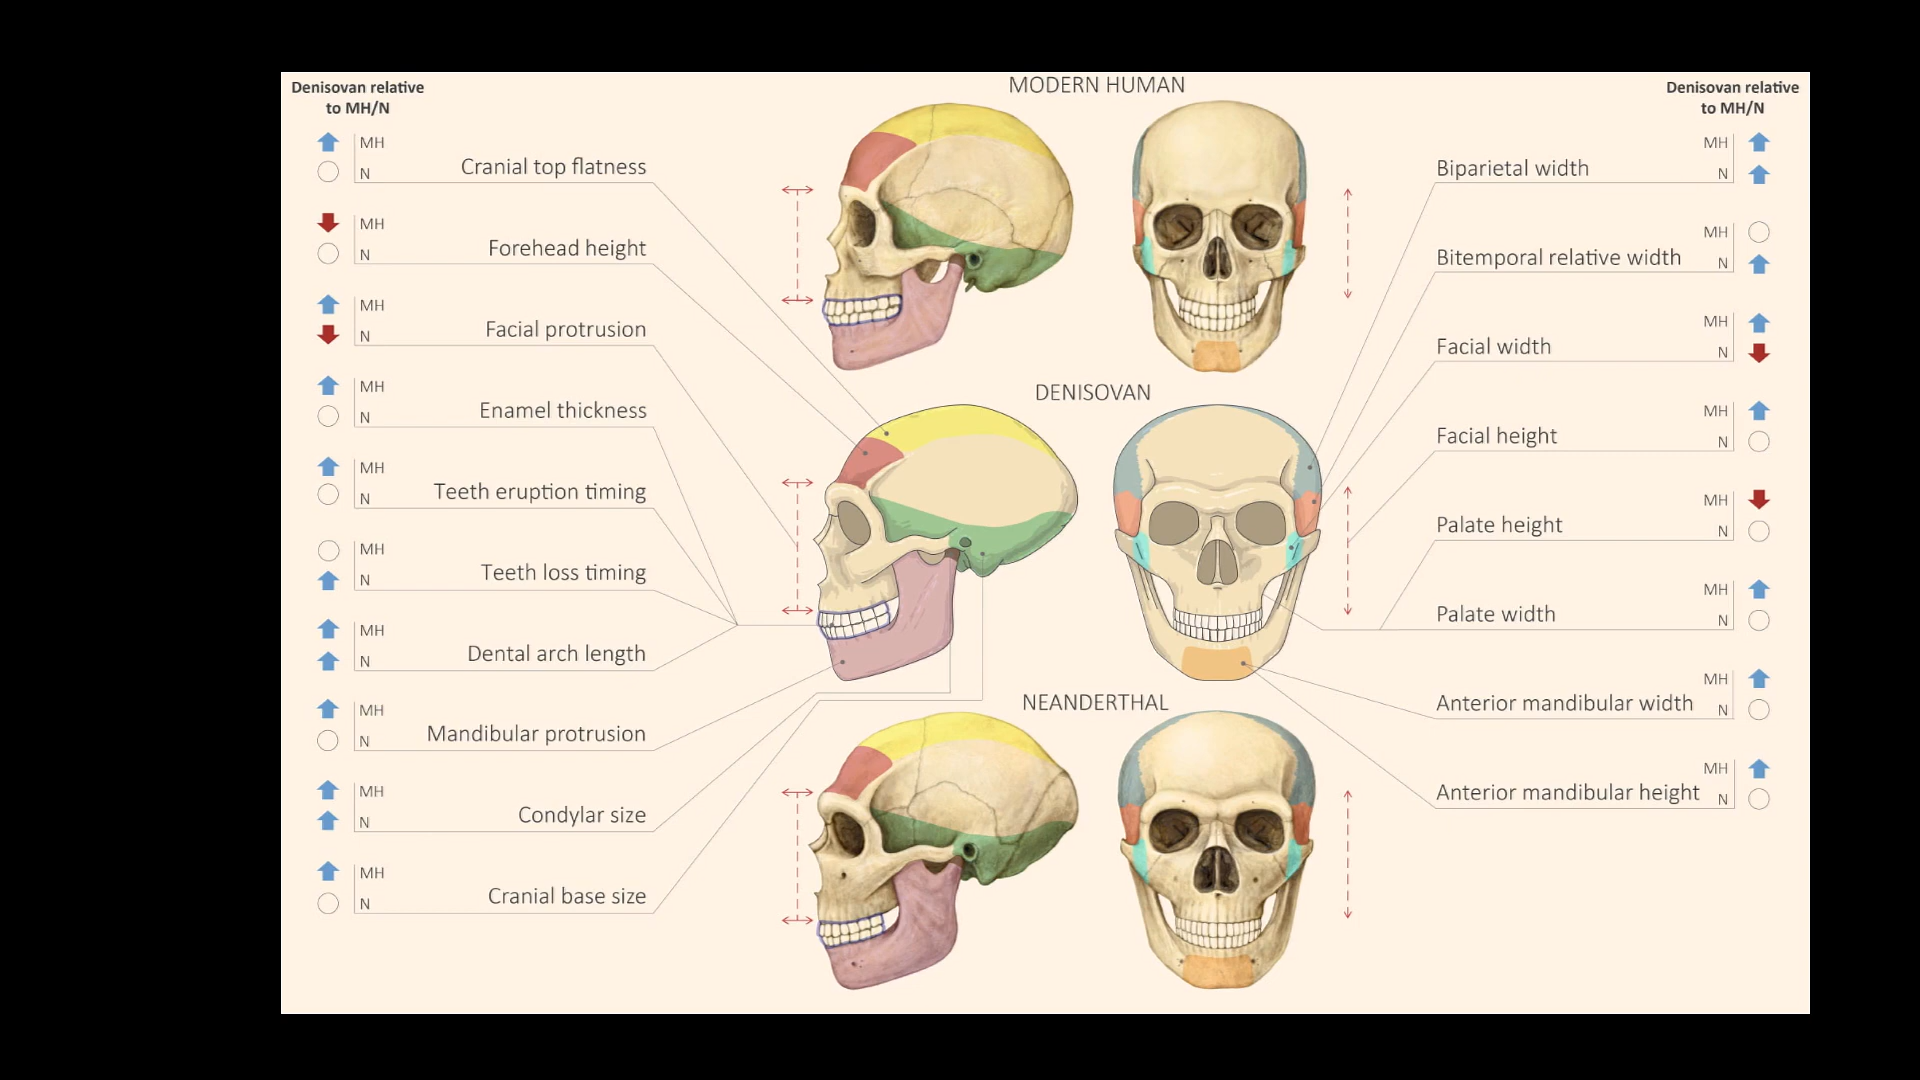 Denisovan relative
to MH/N
MH
N
Cranial top flatness
MH
N
Forehead height
MH
N
Facial protrusion
MH
N
Enamel thickness
MH
N
Teeth eruption timing
MH
N
Teeth loss timing
MH
N
Dental arch length
MH
N
Mandibular protrusion
MH
N
Condylar size
MH
N
Cranial base size
MODERN HUMAN
DENISOVAN
NEANDERTHAL
Denisovan relative
to MH/N
MH
Biparietal width N
MH
Bitemporal relative width N
MH
Facial width N
MH
Facial height N
MH
Palate height N
MH
Palate width N
MH
Anterior mandibular width N
MH
Anterior mandibular height N